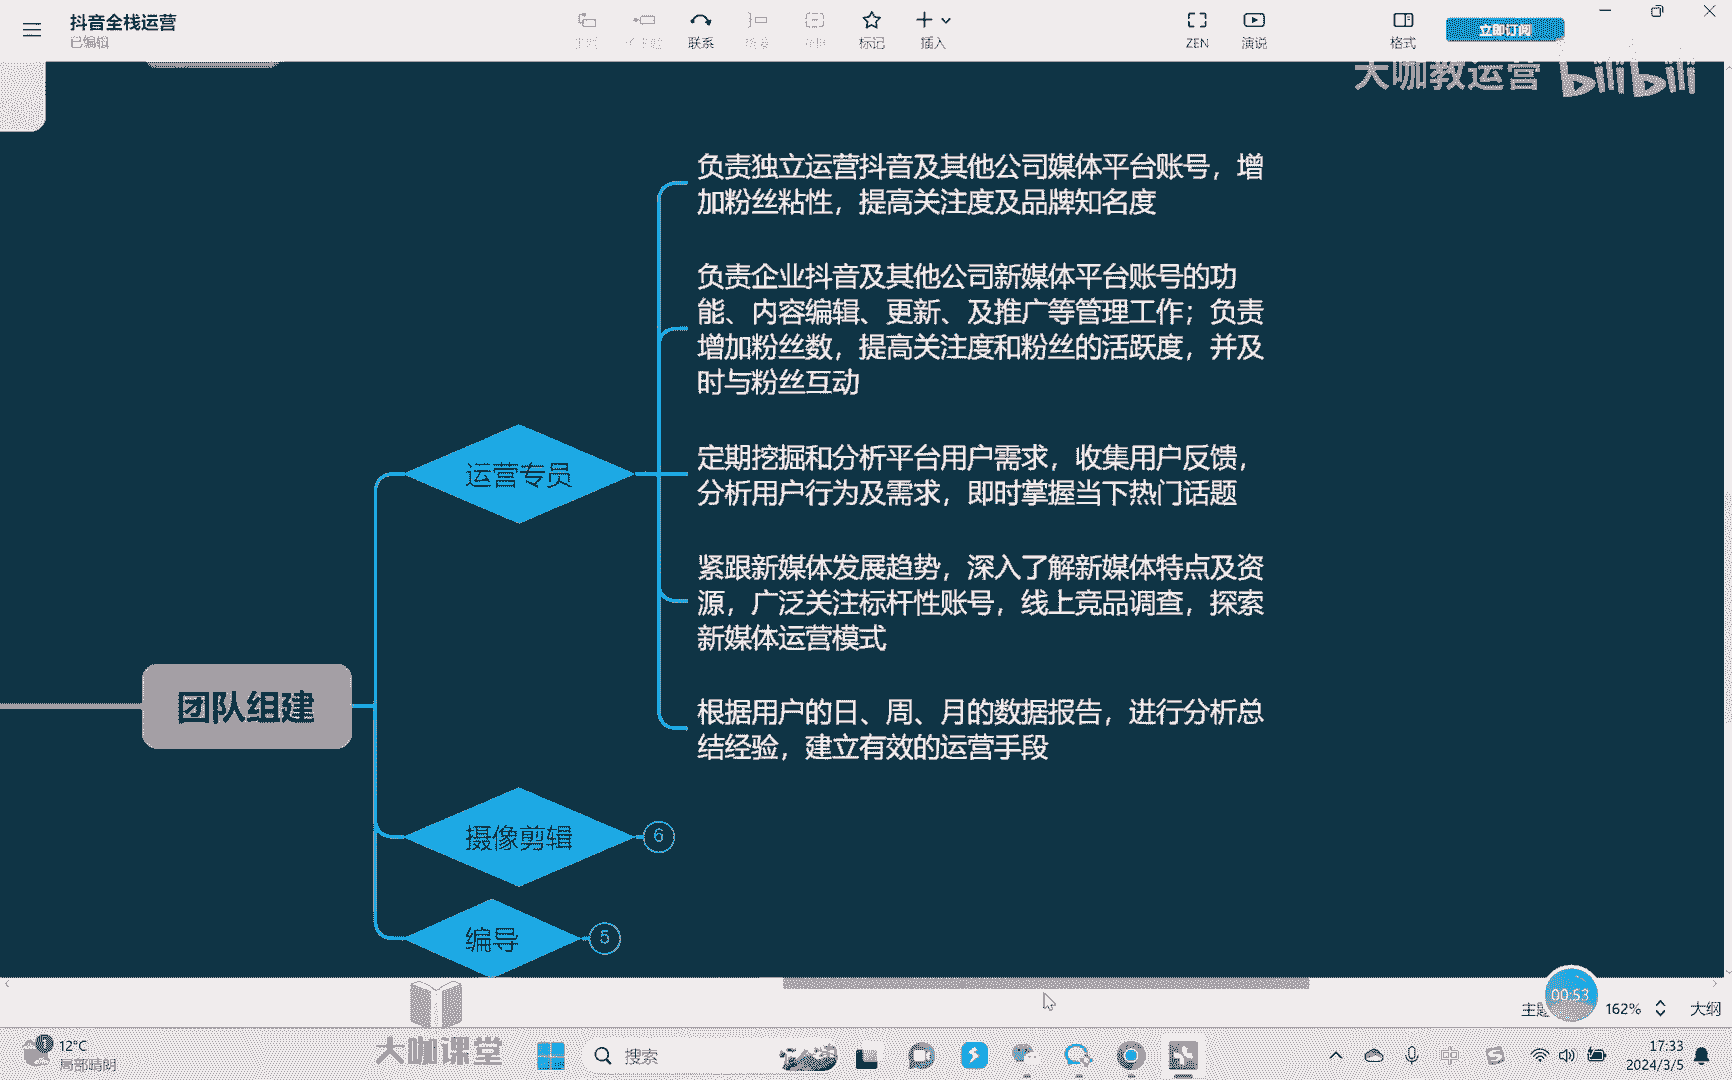 抖音全栈运营
已编辑
联系
标记
插入
ZEN
演说
格式
立即订阅
大咖教运营 bilibili
负责独立运营抖音及其他公司媒体平台账号，增
加粉丝粘性，提高关注度及品牌知名度
负责企业抖音及其他公司新媒体平台账号的功
能、内容编辑、更新、及推广等管理工作；负责
增加粉丝数，提高关注度和粉丝的活跃度，并及
时与粉丝互动
运营专员
定期挖掘和分析平台用户需求，收集用户反馈，
分析用户行为及需求，即时掌握当下热门话题
紧跟新媒体发展趋势，深入了解新媒体特点及资
源，广泛关注标杆性账号，线上竞品调查，探索
新媒体运营模式
团队组建
根据用户的日、周、月的数据报告，进行分析总
结经验，建立有效的运营手段
摄像剪辑
6
编导
5
00:53
162%
大纲
大咖课堂
1
12°C
局部晴朗
搜索
中
17:33
2024/3/5